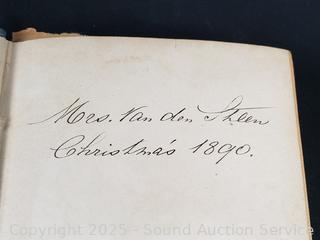 Mrs. Van den Steen
Christmas 1890.
Copyright 2025 - Sound Auction Service